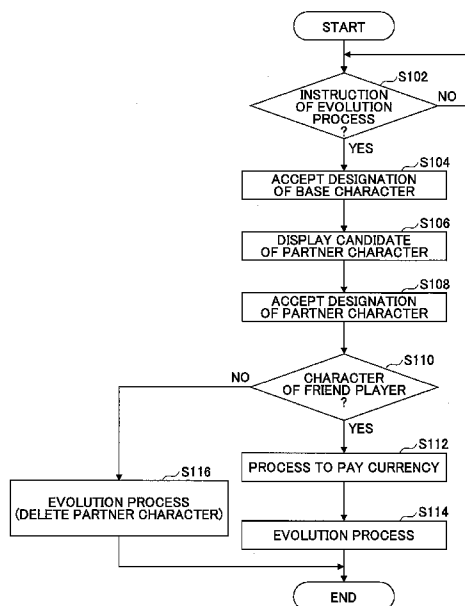 START
S102
INSTRUCTION
OF EVOLUTION
PROCESS
?
NO
YES
S104
ACCEPT DESIGNATION
OF BASE CHARACTER
S106
DISPLAY CANDIDATE
OF PARTNER CHARACTER
S108
ACCEPT DESIGNATION
OF PARTNER CHARACTER
S110
NO
CHARACTER
OF FRIEND PLAYER
?
YES
S112
PROCESS TO PAY CURRENCY
S116
EVOLUTION PROCESS
(DELETE PARTNER CHARACTER)
S114
EVOLUTION PROCESS
END